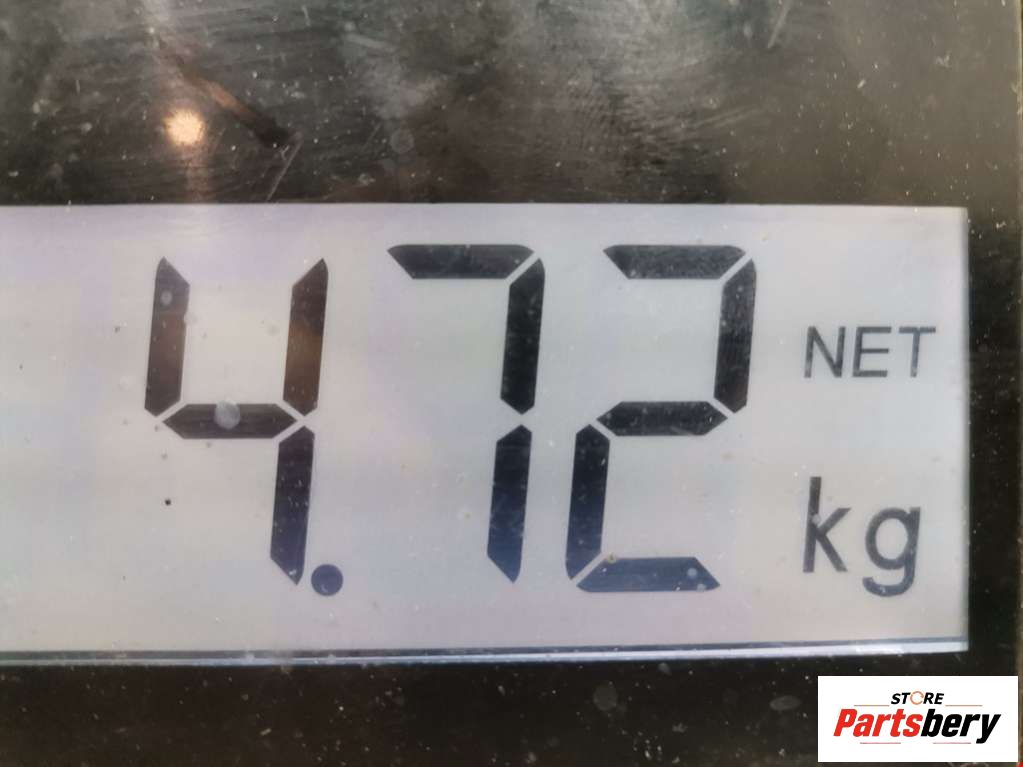 4.72
NET
kg
STORE
Partsbery